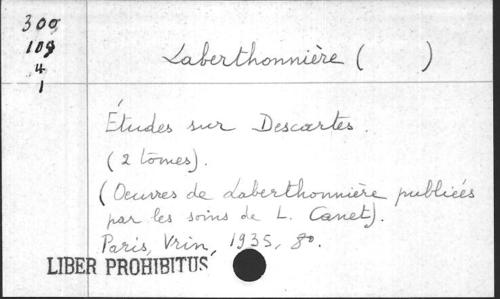 300
109
4
1
Laberthonnière ( )
Études sur Descartes.
(2 tomes).
(Oeuvres de Laberthonnière publiées
par les soins de L. Canet).
Paris, Vrin, 1935, 8º.
LIBER PROHIBITUS